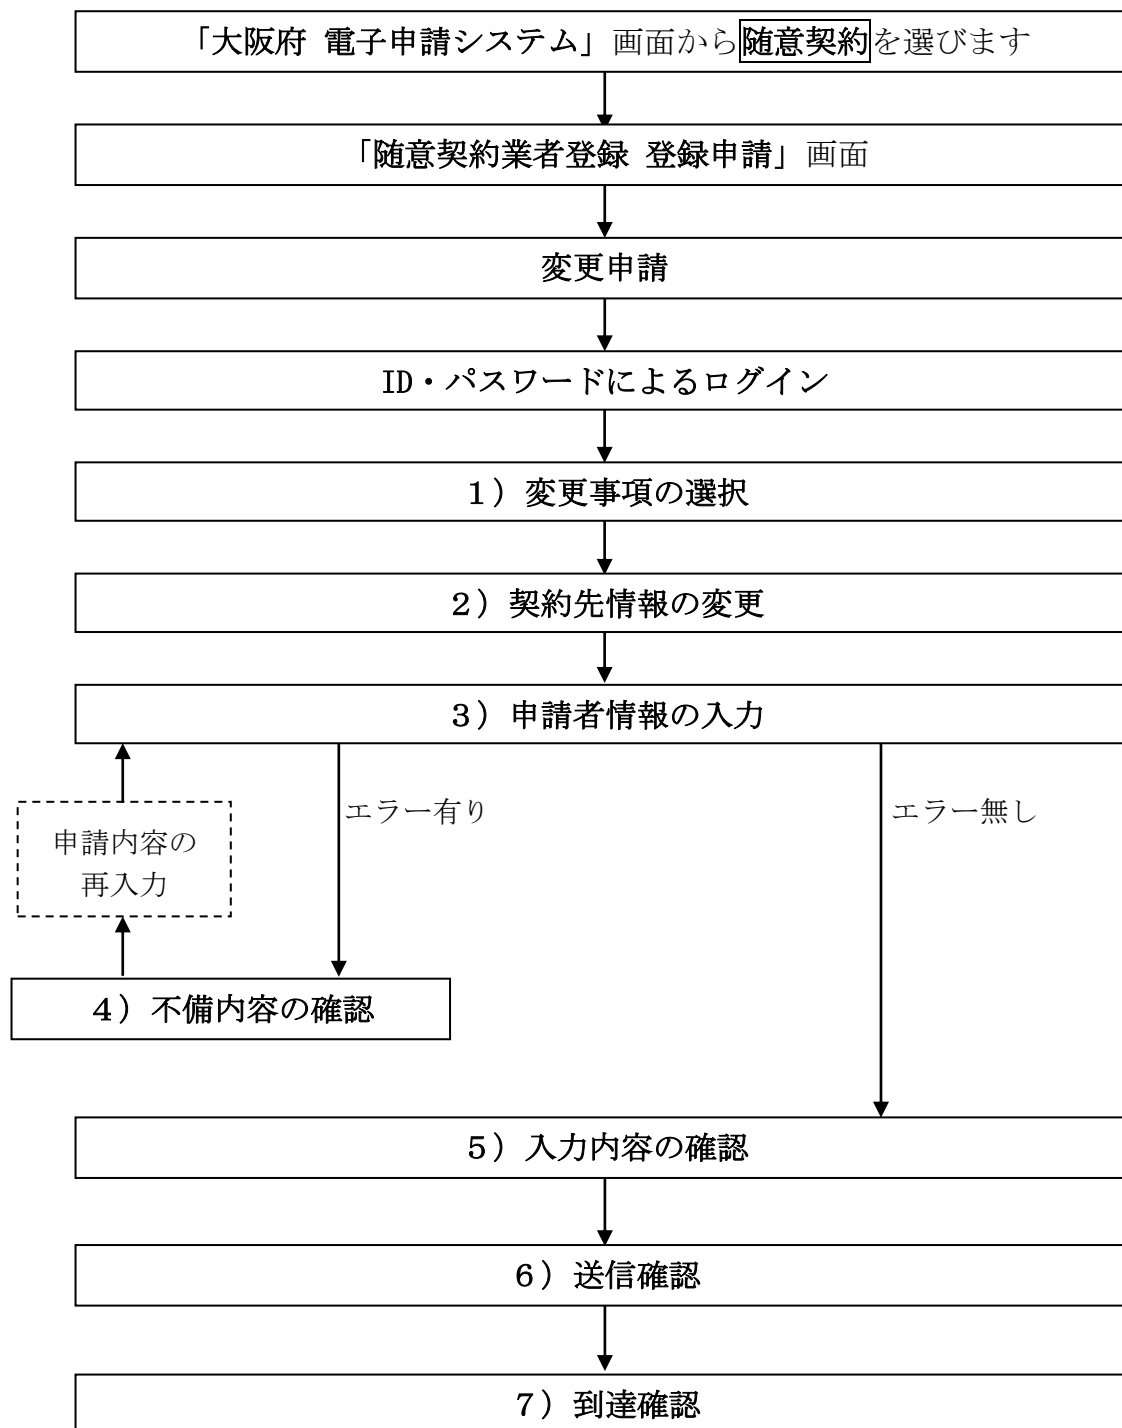 「大阪府 電子申請システム」画面から随意契約を選びます
「随意契約業者登録 登録申請」画面
変更申請
ID・パスワードによるログイン
１）変更事項の選択
２）契約先情報の変更
３）申請者情報の入力
エラー有り
エラー無し
申請内容の
再入力
４）不備内容の確認
５）入力内容の確認
６）送信確認
７）到達確認